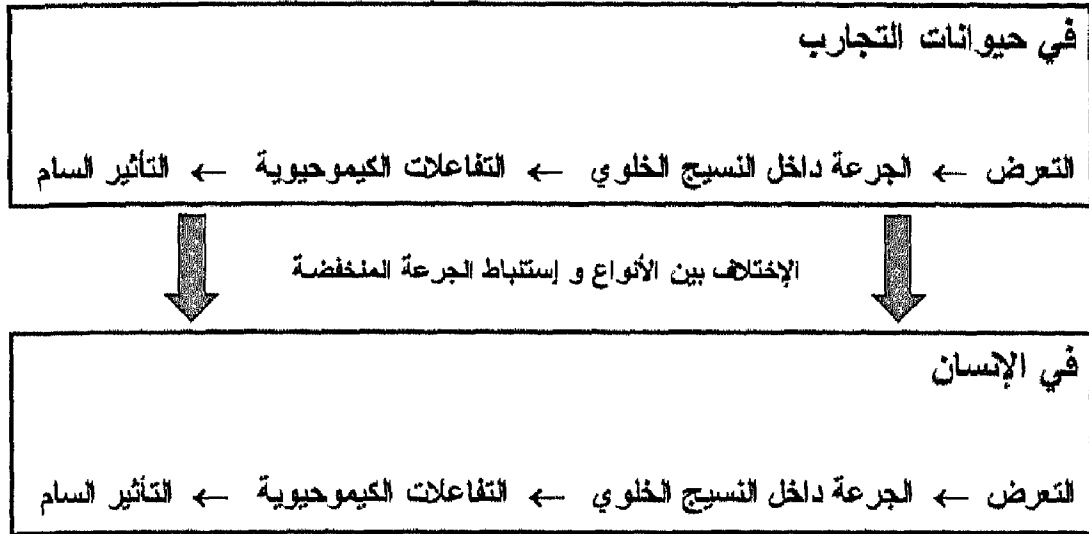 في حيوانات التجارب
التعرض ← الجرعة داخل النسيج الخلوي ← التفاعلات الكيموحيوية ← التأثير السام
الإختلاف بين الأنواع و إستنباط الجرعة المنخفضة
في الإنسان
التعرض ← الجرعة داخل النسيج الخلوي ← التفاعلات الكيموحيوية ← التأثير السام